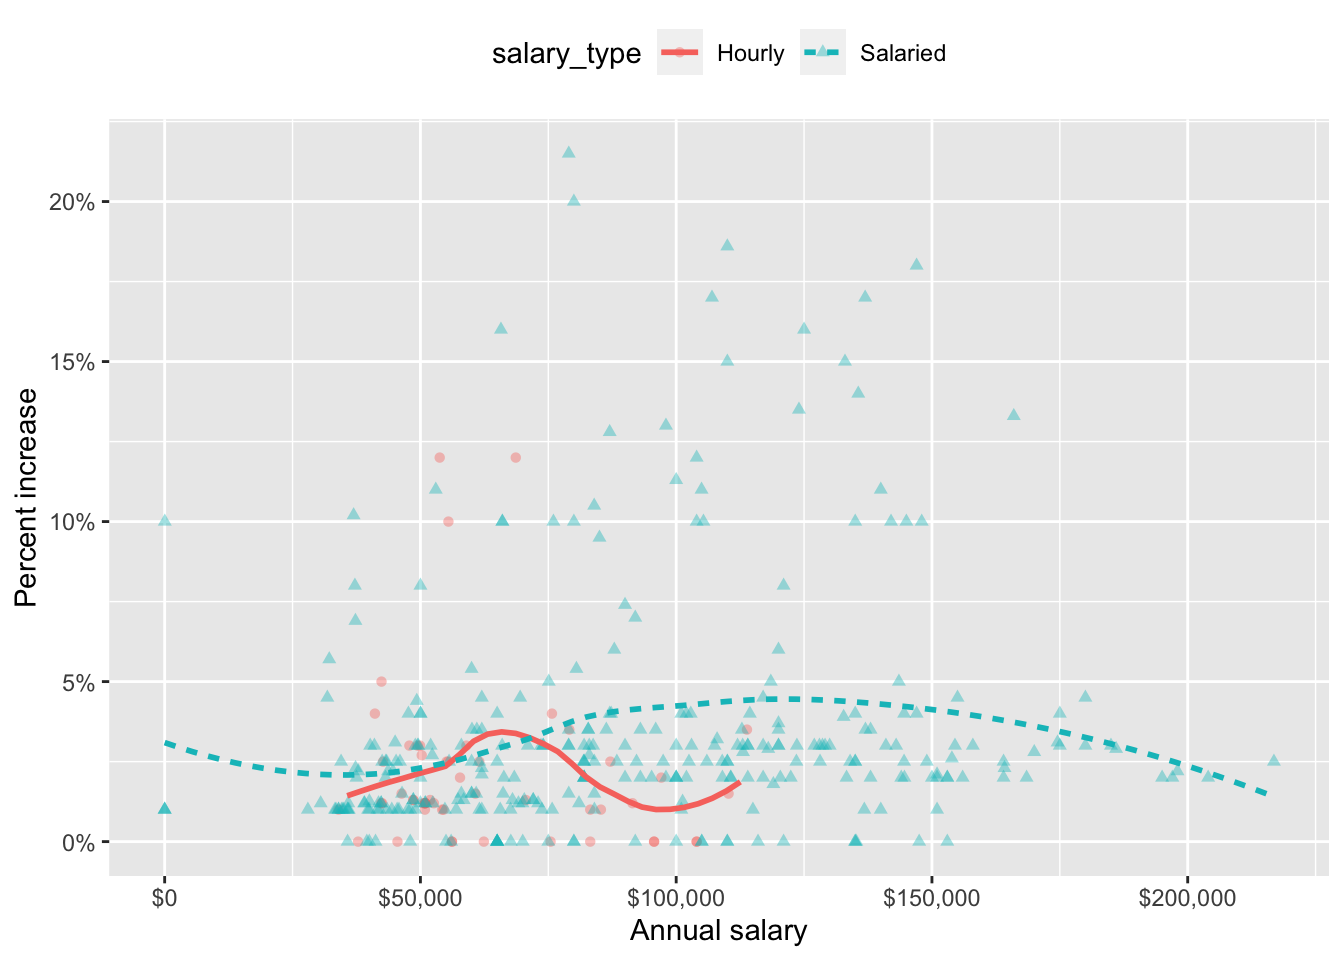 salary_type Hourly Salaried
20%
15%
10%
5%
0%
Percent increase
$0 $50,000 $100,000 $150,000 $200,000
Annual salary